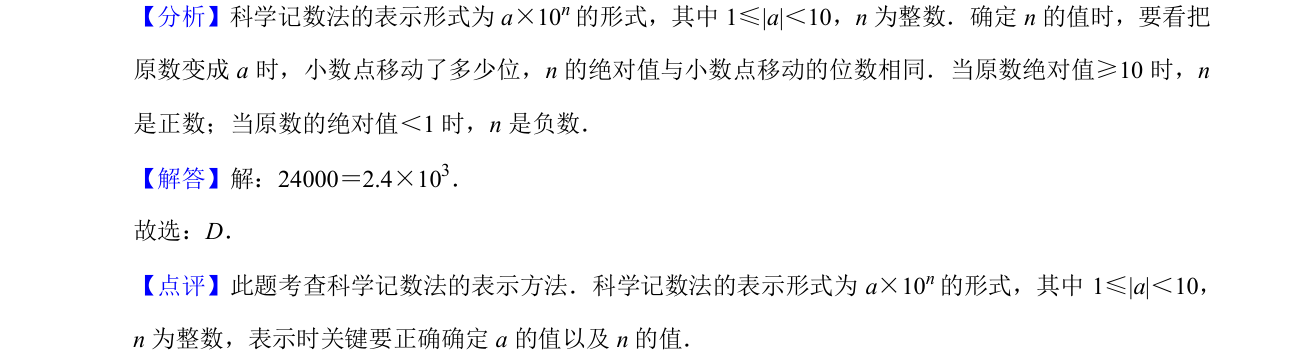 【分析】科学记数法的表示形式为 a×10ⁿ 的形式，其中 1≤|a|＜10，n 为整数．确定 n 的值时，要看把
原数变成 a 时，小数点移动了多少位，n 的绝对值与小数点移动的位数相同．当原数绝对值≥10 时，n
是正数；当原数的绝对值＜1 时，n 是负数．
【解答】解：24000＝2.4×10³．
故选：D．
【点评】此题考查科学记数法的表示方法．科学记数法的表示形式为 a×10ⁿ 的形式，其中 1≤|a|＜10，
n 为整数，表示时关键要正确确定 a 的值以及 n 的值．